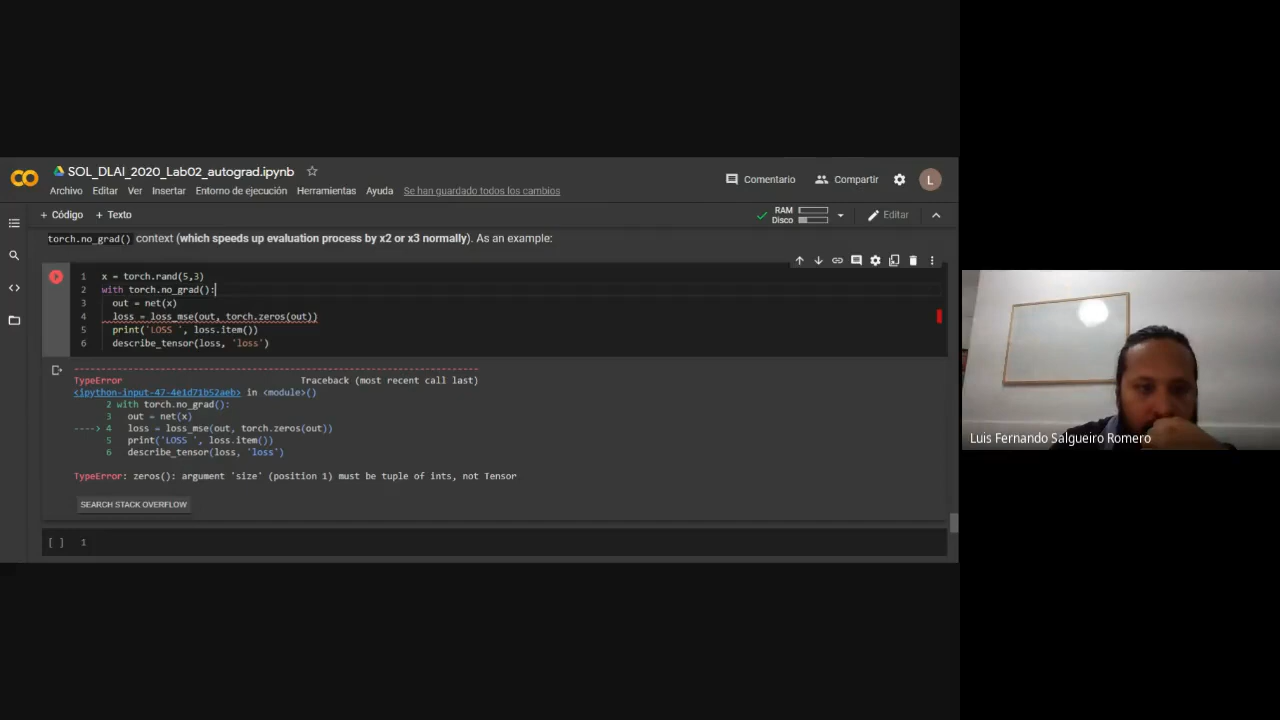 SOL_DLAI_2020_Lab02_autograd.ipynb
Archivo Editar Ver Insertar Entorno de ejecución Herramientas Ayuda Se han guardado todos los cambios
Comentario Compartir L
+ Código + Texto
RAM
Disco
Editar
torch.no_grad() context (which speeds up evaluation process by x2 or x3 normally). As an example:
1 x = torch.rand(5,3)
2 with torch.no_grad():
3 out = net(x)
4 loss = loss_mse(out, torch.zeros(out))
5 print('LOSS ', loss.item())
6 describe_tensor(loss, 'loss')
---------------------------------------------------------------------------
TypeError Traceback (most recent call last)
<ipython-input-47-4e1d71b52aeb> in <module>()
2 with torch.no_grad():
3 out = net(x)
----> 4 loss = loss_mse(out, torch.zeros(out))
5 print('LOSS ', loss.item())
6 describe_tensor(loss, 'loss')
TypeError: zeros(): argument 'size' (position 1) must be tuple of ints, not Tensor
SEARCH STACK OVERFLOW
[ ] 1
Luis Fernando Salgueiro Romero